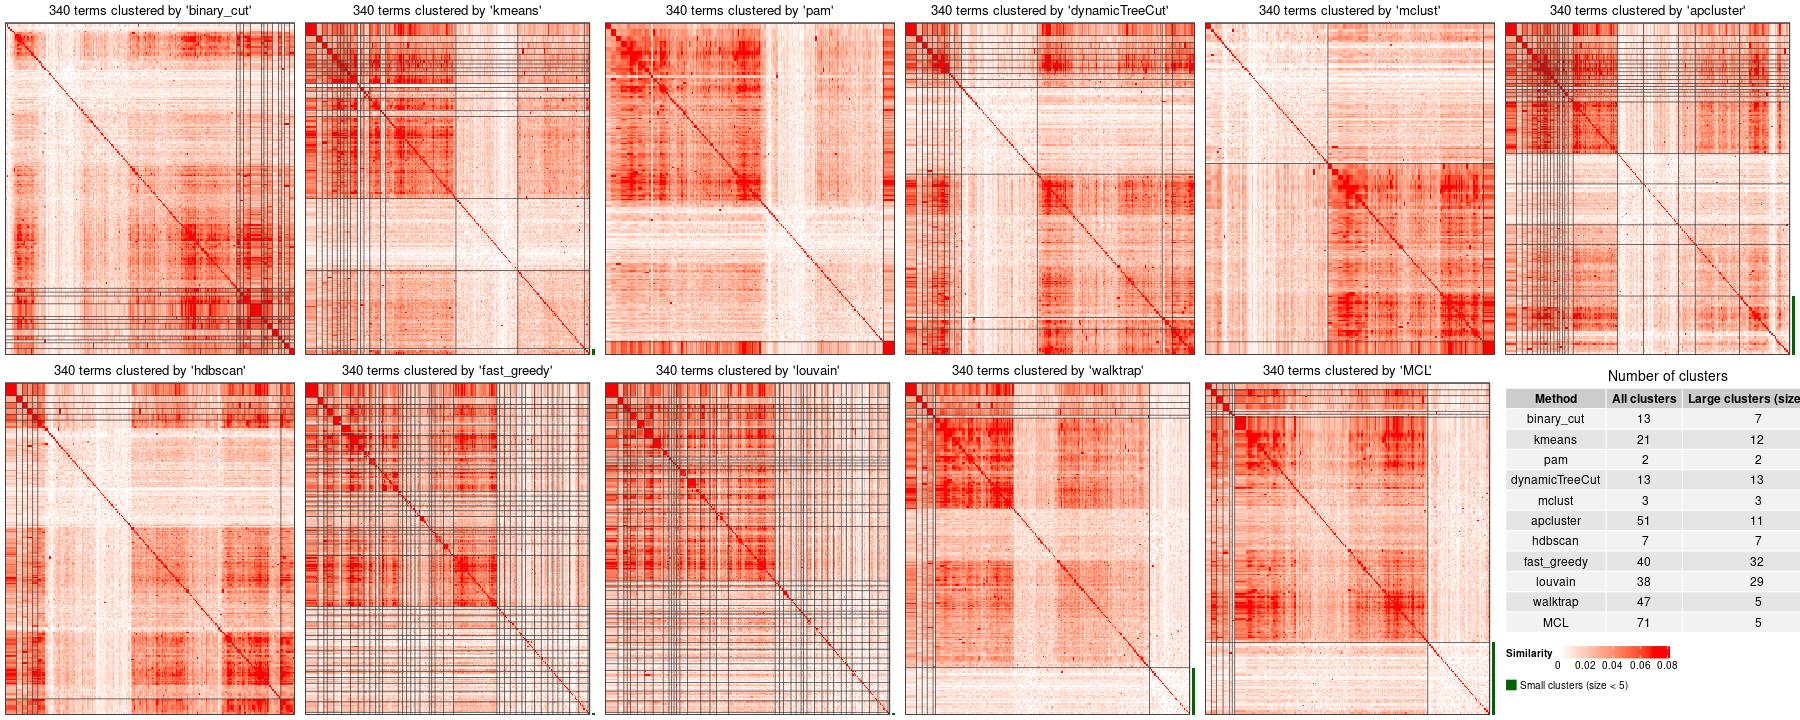 340 terms clustered by 'binary_cut'
340 terms clustered by 'kmeans'
340 terms clustered by 'pam'
340 terms clustered by 'dynamicTreeCut'
340 terms clustered by 'mclust'
340 terms clustered by 'apcluster'
340 terms clustered by 'hdbscan'
340 terms clustered by 'fast_greedy'
340 terms clustered by 'louvain'
340 terms clustered by 'walktrap'
340 terms clustered by 'MCL'
Number of clusters
Method All clusters Large clusters (size
binary_cut 13 7
kmeans 21 12
pam 2 2
dynamicTreeCut 13 13
mclust 3 3
apcluster 51 11
hdbscan 7 7
fast_greedy 40 32
louvain 38 29
walktrap 47 5
MCL 71 5
Similarity
0 0.02 0.04 0.06 0.08
Small clusters (size < 5)